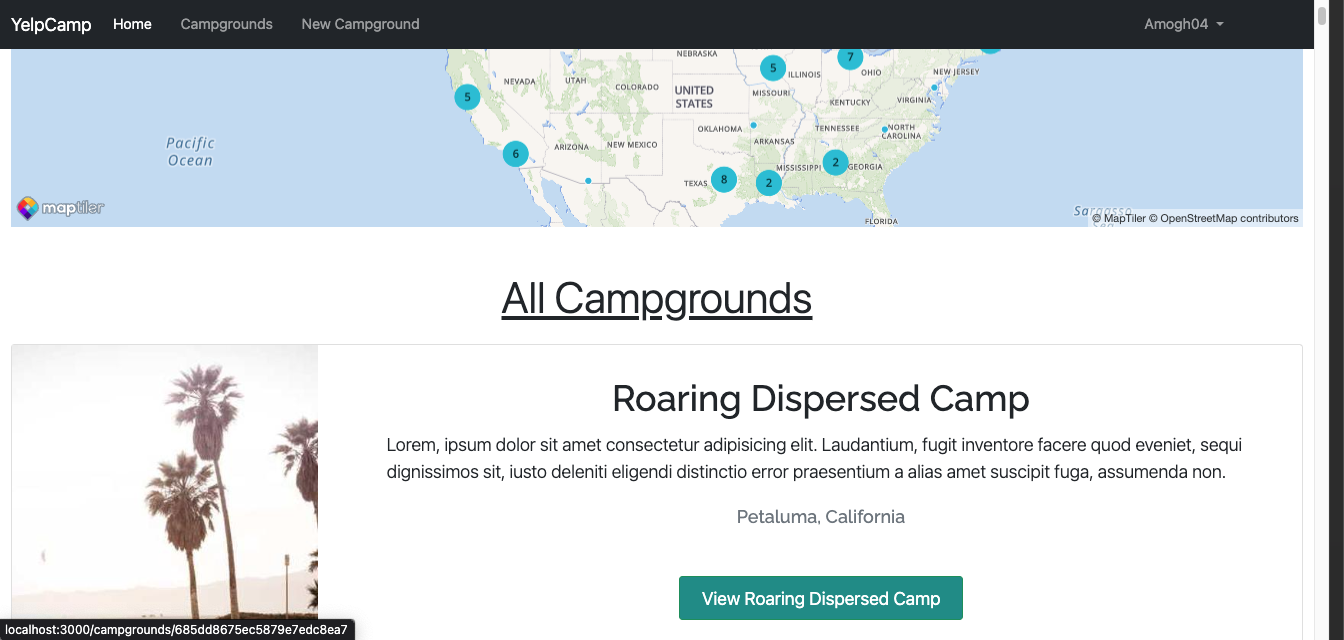 YelpCamp Home Campgrounds New Campground Amogh04
NEBRASKA
7
5
ILLINOIS
OHIO
NEW JERSEY
NEVADA
UTAH
COLORADO
UNITED
STATES
MISSOURI
5
KENTUCKY
VIRGINIA
OKLAHOMA
TENNESSEE
NORTH
CAROLINA
Pacific
Ocean
ARIZONA
NEW MEXICO
ARKANSAS
6
MISSISSIPPI
2
GEORGIA
TEXAS
8
2
maptiler
Sargasso
Sea
© MapTiler © OpenStreetMap contributors
FLORIDA
All Campgrounds
Roaring Dispersed Camp
Lorem, ipsum dolor sit amet consectetur adipisicing elit. Laudantium, fugit inventore facere quod eveniet, sequi
dignissimos sit, iusto deleniti eligendi distinctio error praesentium a alias amet suscipit fuga, assumenda non.
Petaluma, California
View Roaring Dispersed Camp
localhost:3000/campgrounds/685dd8675ec5879e7edc8ea7